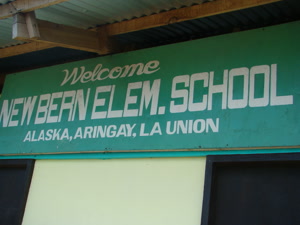 Welcome
NEW BERN ELEM. SCHOOL
ALASKA, ARINGAY, LA UNION